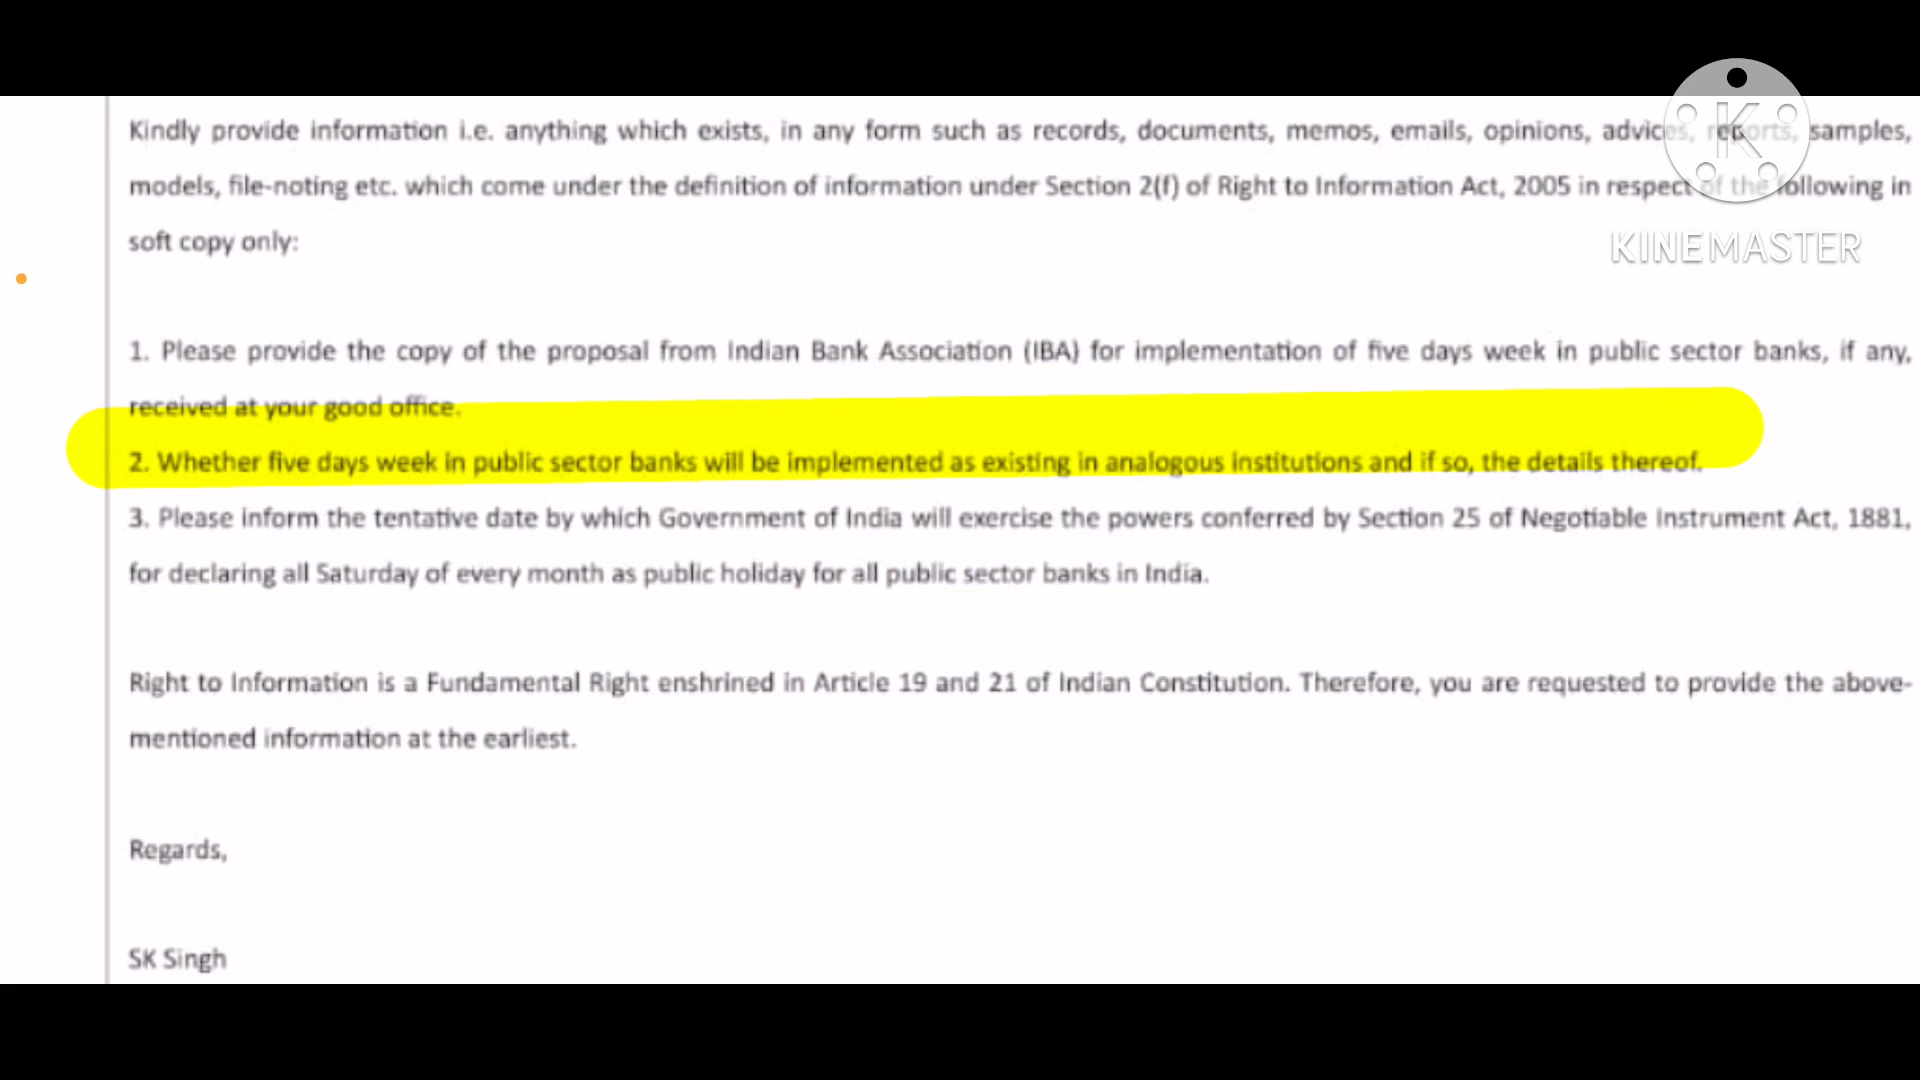 Kindly provide information i.e. anything which exists, in any form such as records, documents, memos, emails, opinions, advices, reports, samples,
models, file-noting etc. which come under the definition of information under Section 2(f) of Right to Information Act, 2005 in respect of the following in
soft copy only:
KINEMASTER
1. Please provide the copy of the proposal from Indian Bank Association (IBA) for implementation of five days week in public sector banks, if any,
received at your good office.
2. Whether five days week in public sector banks will be implemented as existing in analogous institutions and if so, the details thereof.
3. Please inform the tentative date by which Government of India will exercise the powers conferred by Section 25 of Negotiable Instrument Act, 1881,
for declaring all Saturday of every month as public holiday for all public sector banks in India.
Right to Information is a Fundamental Right enshrined in Article 19 and 21 of Indian Constitution. Therefore, you are requested to provide the above-
mentioned information at the earliest.
Regards,
SK Singh